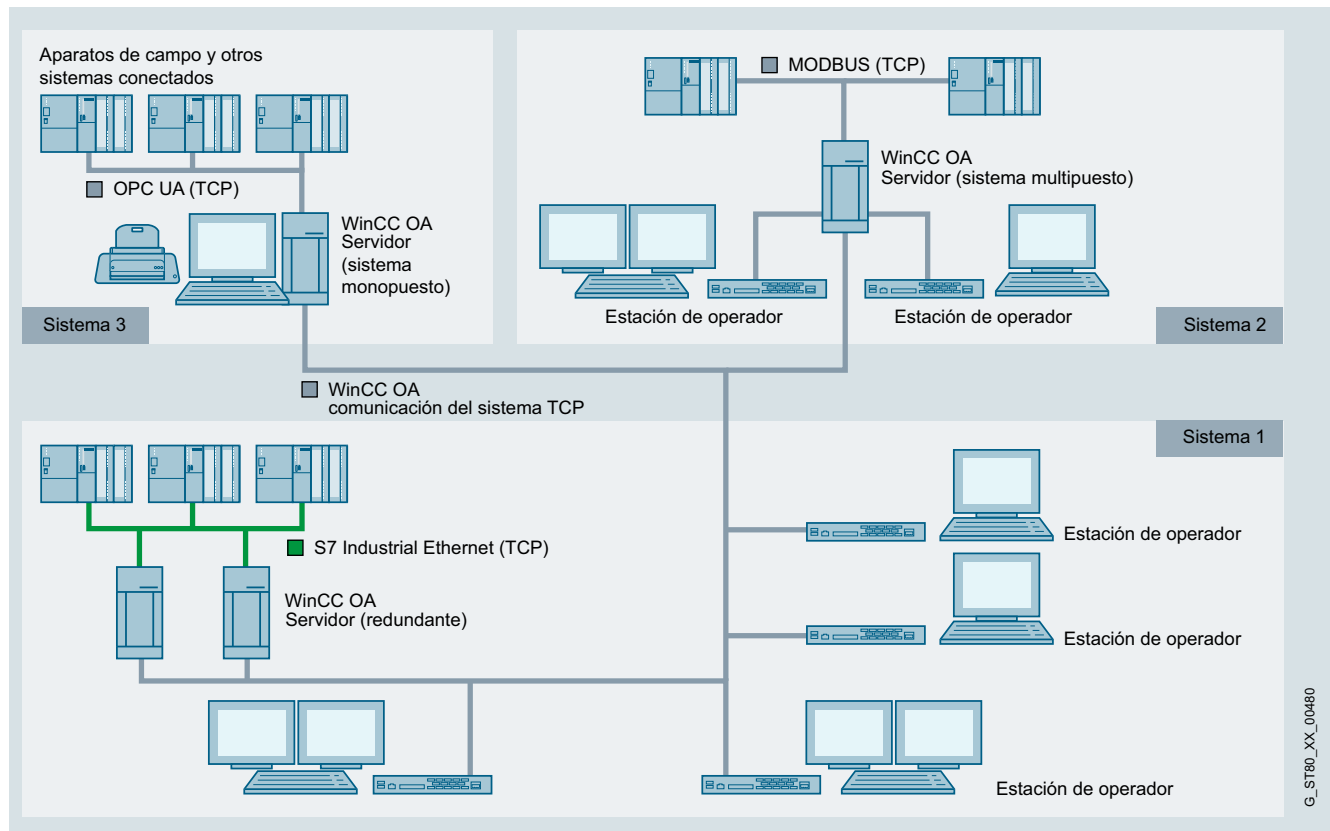 Aparatos de campo y otros
sistemas conectados
OPC UA (TCP)
WinCC OA
Servidor
(sistema
monopuesto)
Sistema 3
MODBUS (TCP)
WinCC OA
Servidor (sistema multipuesto)
Estación de operador
Estación de operador
Sistema 2
WinCC OA
comunicación del sistema TCP
Sistema 1
S7 Industrial Ethernet (TCP)
WinCC OA
Servidor (redundante)
Estación de operador
Estación de operador
Estación de operador
G_ST80_XX_00480